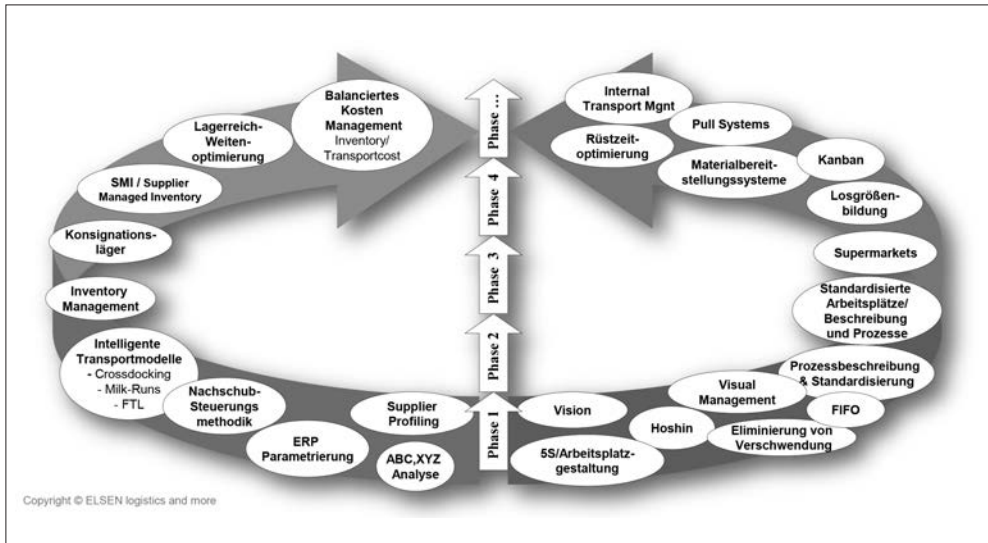 Balanciertes
Kosten
Management
Inventory/
Transportcost
Lagerreich-
Weiten-
optimierung
SMI / Supplier
Managed Inventory
Konsignations-
läger
Inventory
Management
Intelligente
Transportmodelle
- Crossdocking
- Milk-Runs
- FTL
Nachschub-
Steuerungs
methodik
ERP
Parametrierung
Supplier
Profiling
ABC,XYZ
Analyse
Phase ...
Phase 4
Phase 3
Phase 2
Phase 1
Internal
Transport Mgnt
Pull Systems
Rüstzeit-
optimierung
Materialbereit-
stellungssysteme
Kanban
Losgrößen-
bildung
Supermarkets
Standardisierte
Arbeitsplätze/
Beschreibung
und Prozesse
Prozessbeschreibung
& Standardisierung
Visual
Management
FIFO
Vision
Hoshin
Eliminierung von
Verschwendung
5S/Arbeitsplatz-
gestaltung
Copyright © ELSEN logistics and more